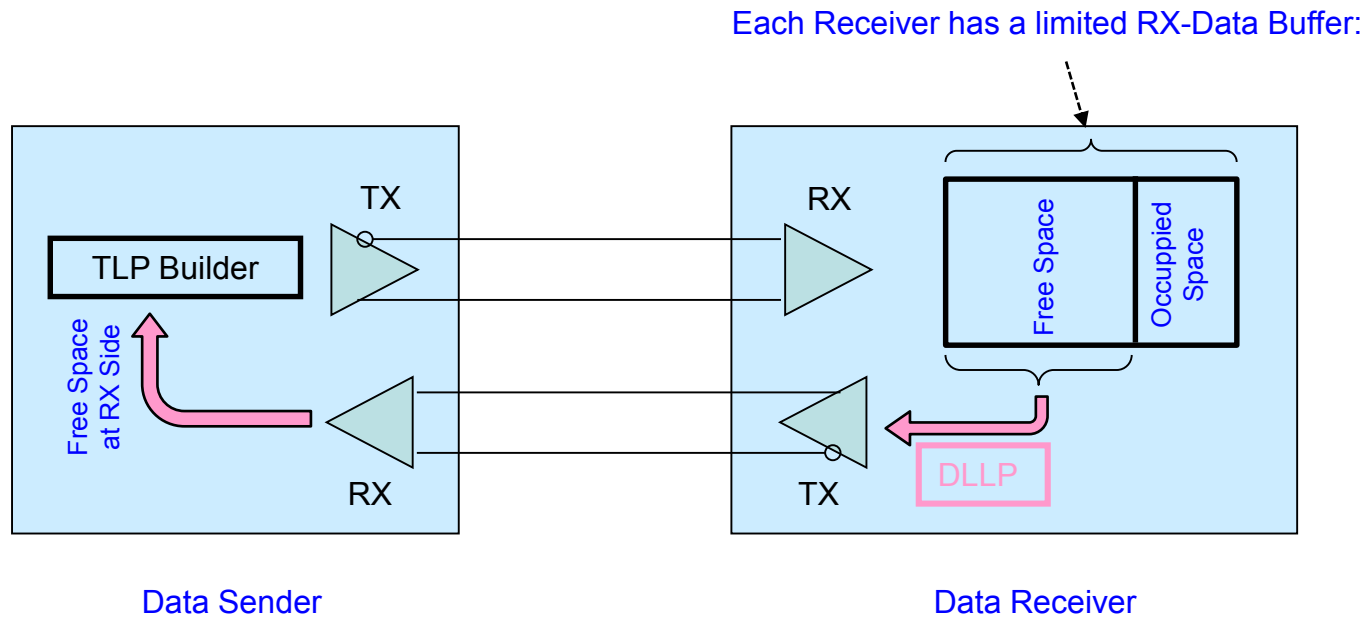 Each Receiver has a limited RX-Data Buffer:
TX
RX
TLP Builder
Free Space
Occuppied
Space
Free Space
at RX Side
RX
TX
DLLP
Data Sender
Data Receiver